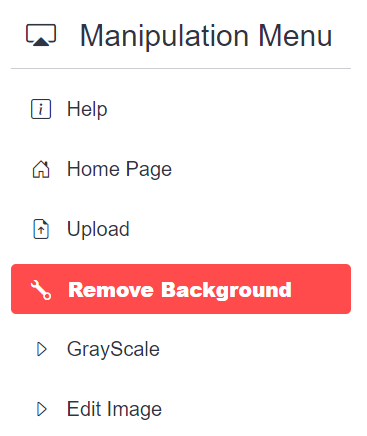 Manipulation Menu
Help
Home Page
Upload
Remove Background
GrayScale
Edit Image